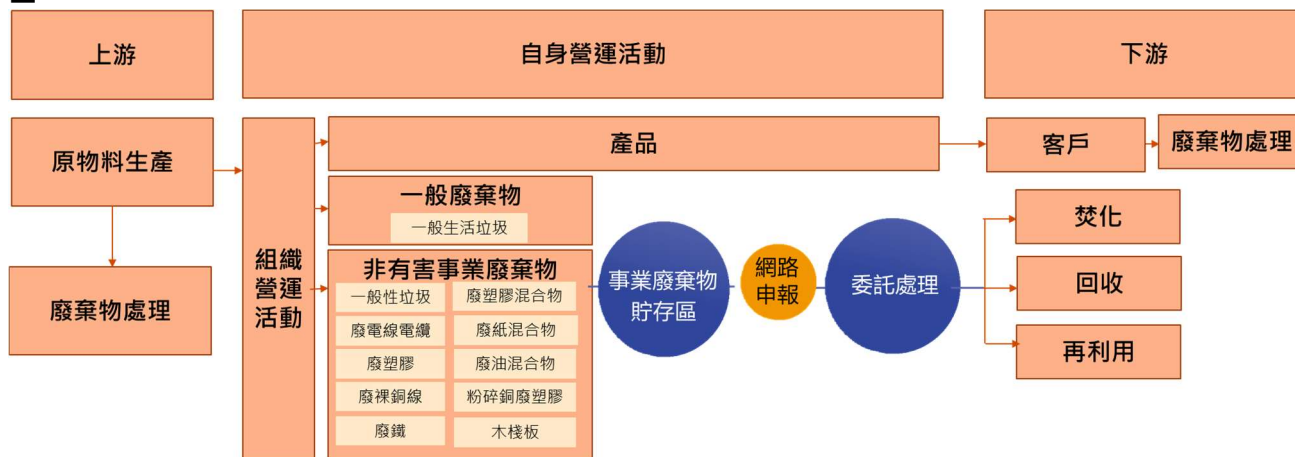 上游
自身營運活動
下游
原物料生產
廢棄物處理
組織
營運
活動
產品
客戶
廢棄物處理
一般廢棄物
一般生活垃圾
非有害事業廢棄物
一般性垃圾
廢塑膠混合物
廢電線電纜
廢紙混合物
廢塑膠
廢油混合物
廢裸銅線
粉碎銅廢塑膠
廢鐵
木棧板
事業廢棄物
貯存區
網路
申報
委託處理
焚化
回收
再利用